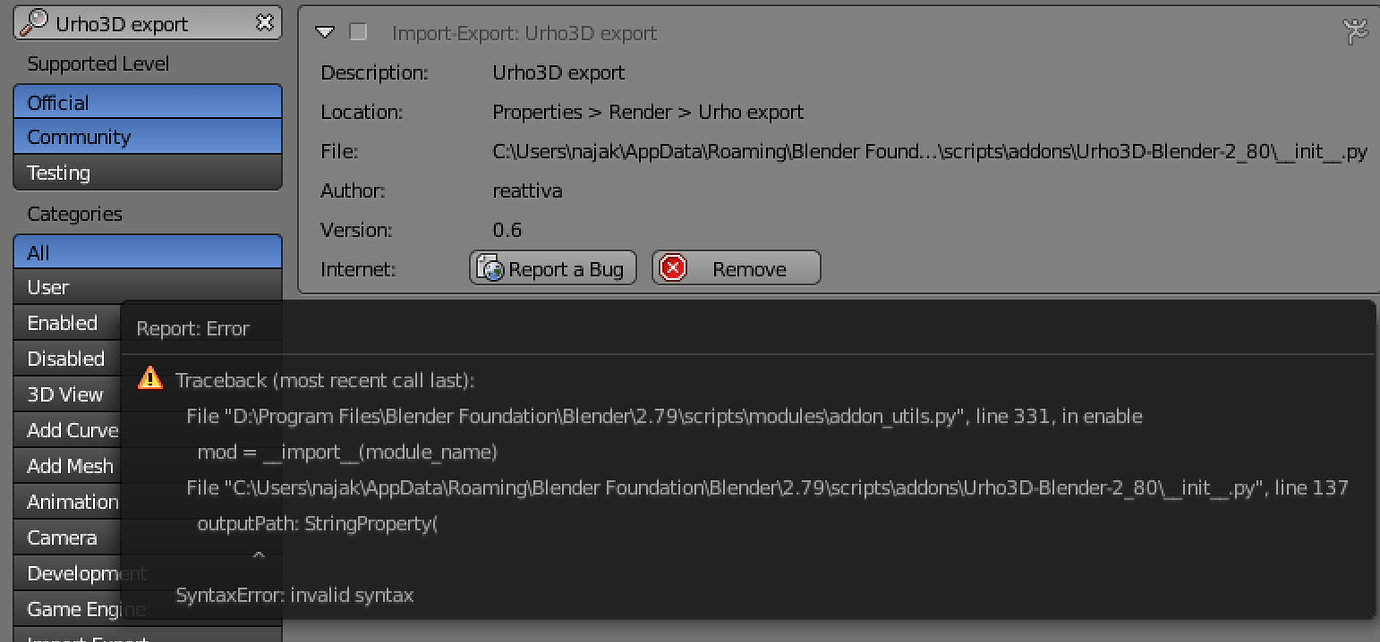 Urho3D export
Supported Level
Official
Community
Testing
Categories
All
User
Enabled
Disabled
3D View
Add Curve
Add Mesh
Animation
Camera
Development
Game Engine
Import-Export
Import-Export: Urho3D export
Description: Urho3D export
Location: Properties > Render > Urho export
File: C:\Users\najak\AppData\Roaming\Blender Found...\scripts\addons\Urho3D-Blender-2_80\__init__.py
Author: reattiva
Version: 0.6
Internet: Report a Bug Remove
Report: Error
Traceback (most recent call last):
File "D:\Program Files\Blender Foundation\Blender\2.79\scripts\modules\addon_utils.py", line 331, in enable
mod = __import__(module_name)
File "C:\Users\najak\AppData\Roaming\Blender Foundation\Blender\2.79\scripts\addons\Urho3D-Blender-2_80\__init__.py", line 137
outputPath: StringProperty(
^
SyntaxError: invalid syntax